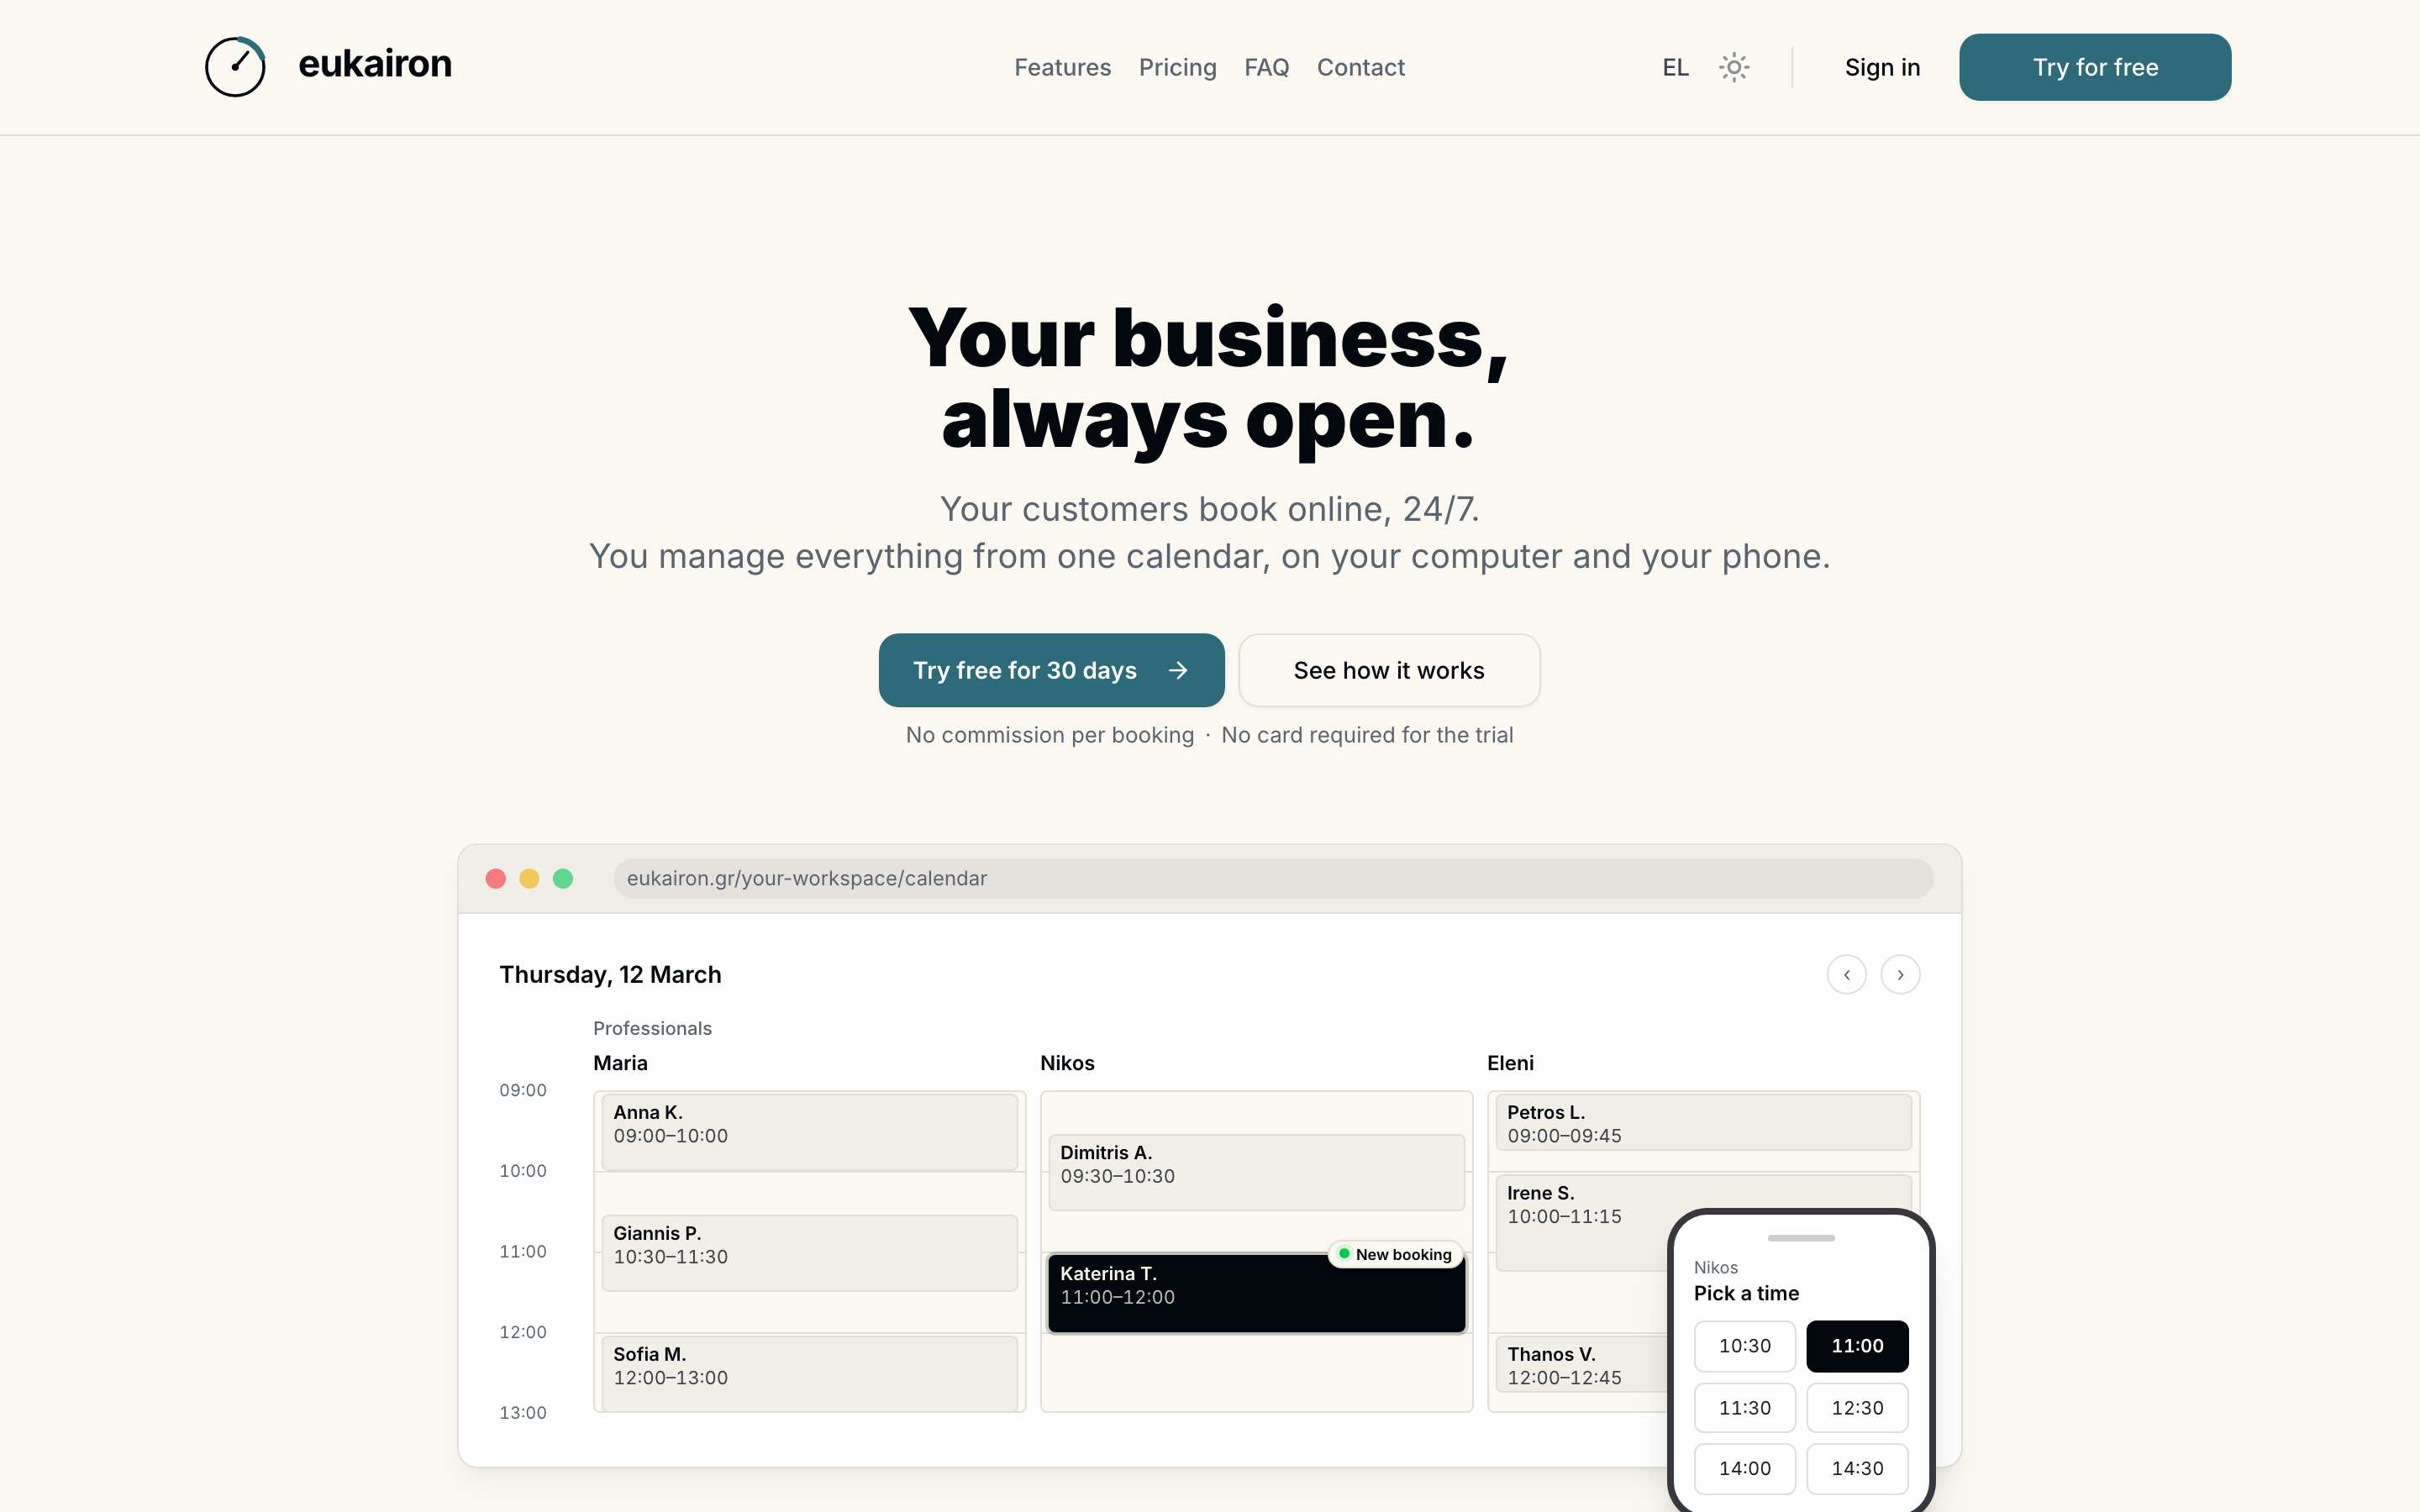 eukairon
Features Pricing FAQ Contact
EL
Sign in
Try for free
Your business,
always open.
Your customers book online, 24/7.
You manage everything from one calendar, on your computer and your phone.
Try free for 30 days →
See how it works
No commission per booking · No card required for the trial
eukairon.gr/your-workspace/calendar
Thursday, 12 March
‹ ›
Professionals
Maria
Nikos
Eleni
09:00
10:00
11:00
12:00
13:00
Anna K.
09:00–10:00
Giannis P.
10:30–11:30
Sofia M.
12:00–13:00
Dimitris A.
09:30–10:30
New booking
Katerina T.
11:00–12:00
Petros L.
09:00–09:45
Irene S.
10:00–11:15
Thanos V.
12:00–12:45
Nikos
Pick a time
10:30 11:00
11:30 12:30
14:00 14:30